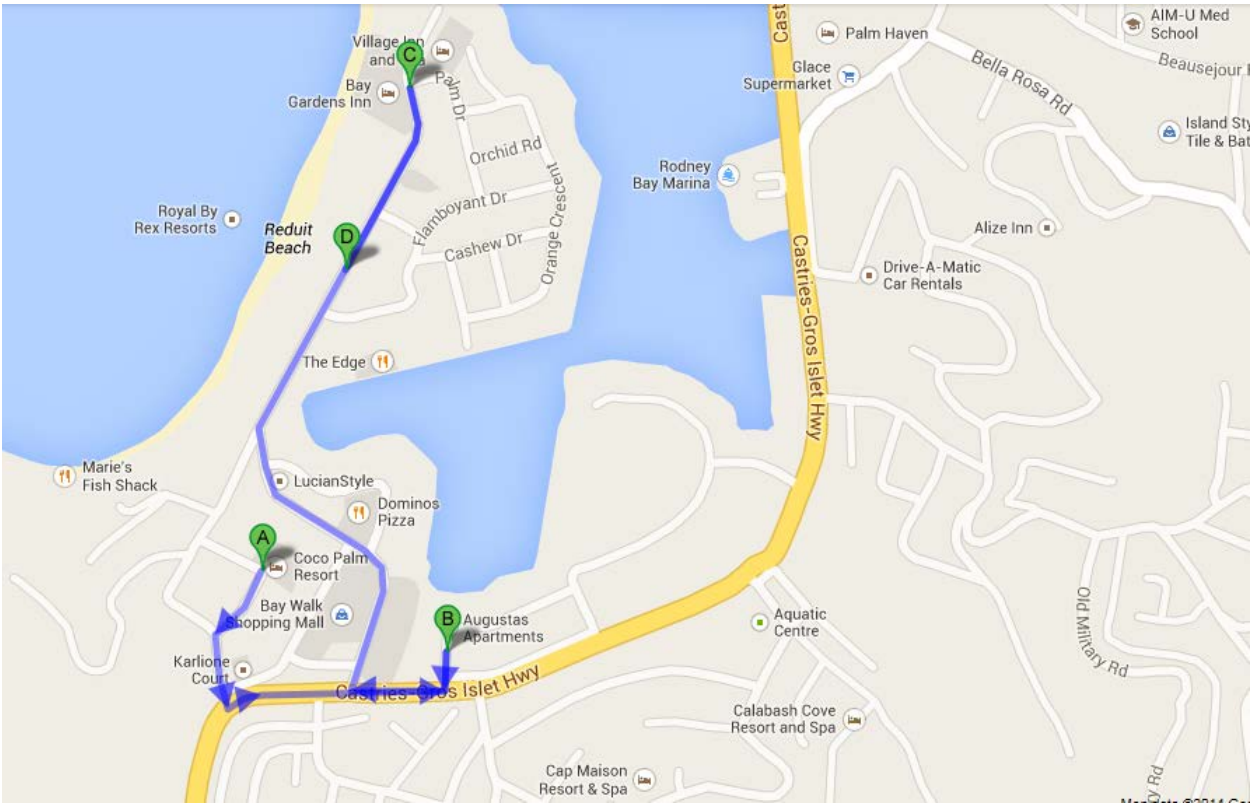 Village Inn
and
C
Bay
Gardens Inn
Palm Dr
Orchid Rd
Orange Crescent
Flamboyant Dr
Cashew Dr
Royal By
Rex Resorts
Reduit
Beach
D
Rodney
Bay Marina
Palm Haven
Glace
Supermarket
AIM-U Med
School
Bella Rosa Rd
Beausejour
Island
Tile &
Alize Inn
Drive-A-Matic
Car Rentals
Castries-Gros Islet Hwy
The Edge
Marie's
Fish Shack
LucianStyle
Dominos
Pizza
A
Coco Palm
Resort
Bay Walk
Shopping Mall
B
Augustas
Apartments
Karlione
Court
Castries-Gros Islet Hwy
Aquatic
Centre
Old Military Rd
Calabash Cove
Resort and Spa
Cap Maison
Resort & Spa
Rd